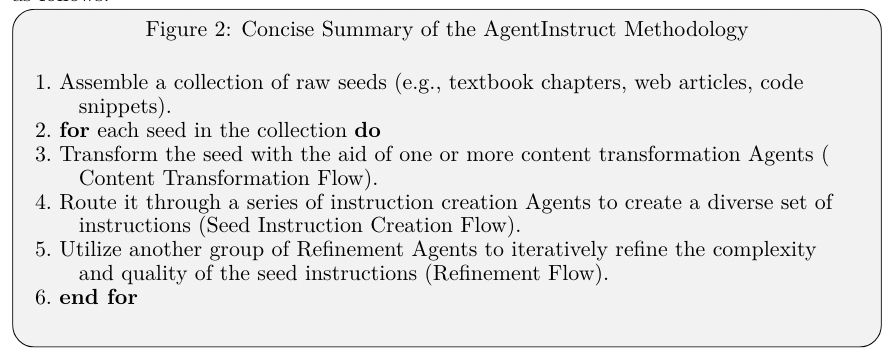 Figure 2: Concise Summary of the AgentInstruct Methodology
1. Assemble a collection of raw seeds (e.g., textbook chapters, web articles, code
snippets).
2. for each seed in the collection do
3. Transform the seed with the aid of one or more content transformation Agents (
Content Transformation Flow).
4. Route it through a series of instruction creation Agents to create a diverse set of
instructions (Seed Instruction Creation Flow).
5. Utilize another group of Refinement Agents to iteratively refine the complexity
and quality of the seed instructions (Refinement Flow).
6. end for